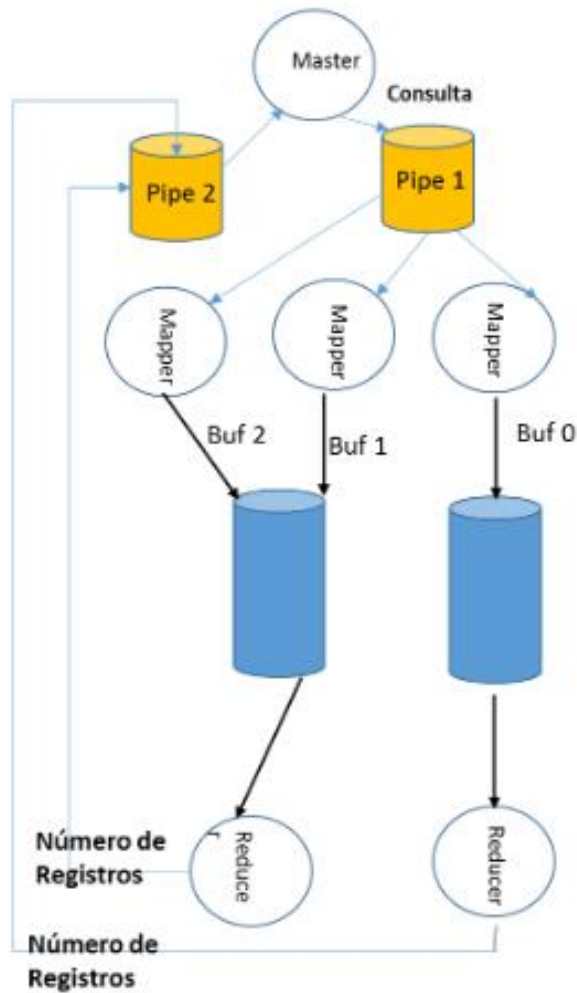 Master
Consulta
Pipe 2
Pipe 1
Mapper
Mapper
Mapper
Buf 2
Buf 1
Buf 0
Número de
Registros
Reduce
r
Reducer
Número de
Registros